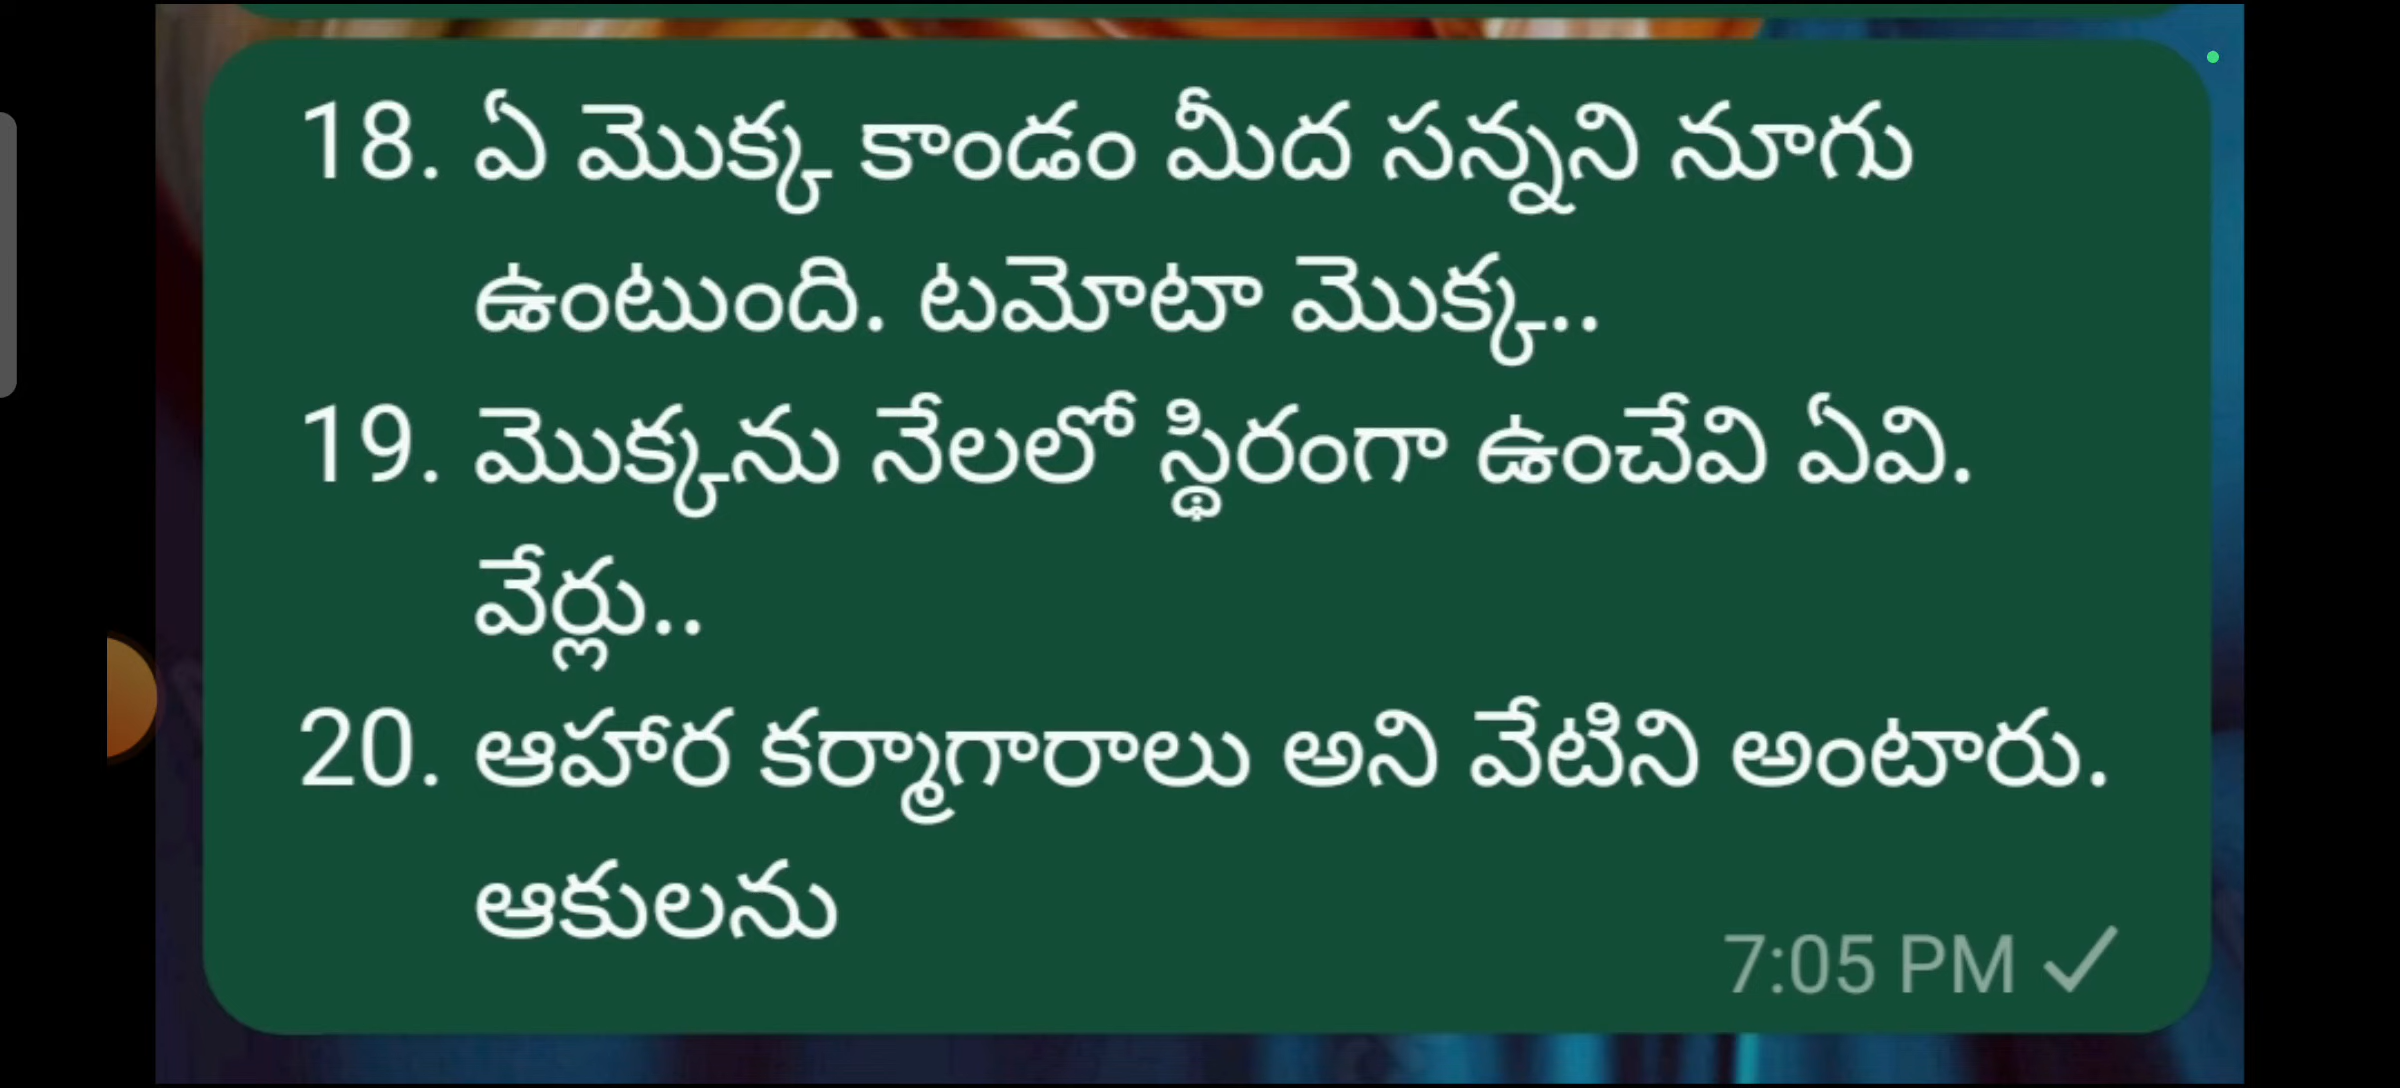 18. ఏ మొక్క కాండం మీద సన్నని నూగు
ఉంటుంది. టమోటా మొక్క..
19. మొక్కను నేలలో స్థిరంగా ఉంచేవి ఏవి.
వేర్లు..
20. ఆహార కర్మాగారాలు అని వేటిని అంటారు.
ఆకులను
7:05 PM